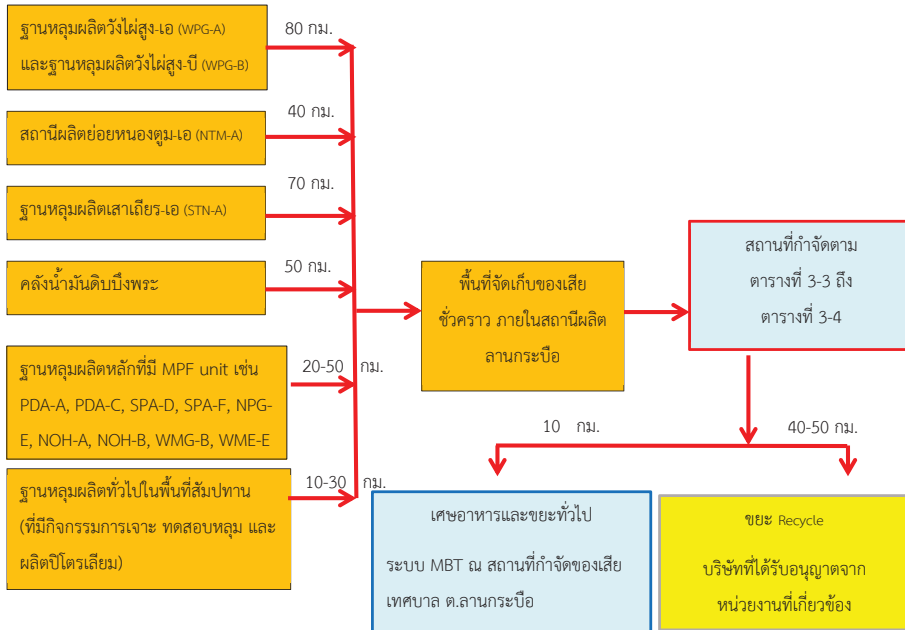 ฐานหลุมผลิตวังไผ่สูง-เอ (WPG-A)
และฐานหลุมผลิตวังไผ่สูง-บี (WPG-B)
80 กม.
สถานีผลิตย่อยหนองตูม-เอ (NTM-A)
40 กม.
ฐานหลุมผลิตเสาเถียร-เอ (STN-A)
70 กม.
คลังน้ำมันดิบบึงพระ
50 กม.
ฐานหลุมผลิตหลักที่มี MPF unit เช่น
PDA-A, PDA-C, SPA-D, SPA-F, NPG-
E, NOH-A, NOH-B, WMG-B, WME-E
20-50 กม.
ฐานหลุมผลิตทั่วไปในพื้นที่สัมปทาน
(ที่มีกิจกรรมการเจาะ ทดสอบหลุม และ
ผลิตปิโตรเลียม)
10-30 กม.
พื้นที่จัดเก็บของเสีย
ชั่วคราว ภายในสถานีผลิต
ลานกระบือ
สถานที่กำจัดตาม
ตารางที่ 3-3 ถึง
ตารางที่ 3-4
10 กม.
40-50 กม.
เศษอาหารและขยะทั่วไป
ระบบ MBT ณ สถานที่กำจัดของเสีย
เทศบาล ต.ลานกระบือ
ขยะ Recycle
บริษัทที่ได้รับอนุญาตจาก
หน่วยงานที่เกี่ยวข้อง